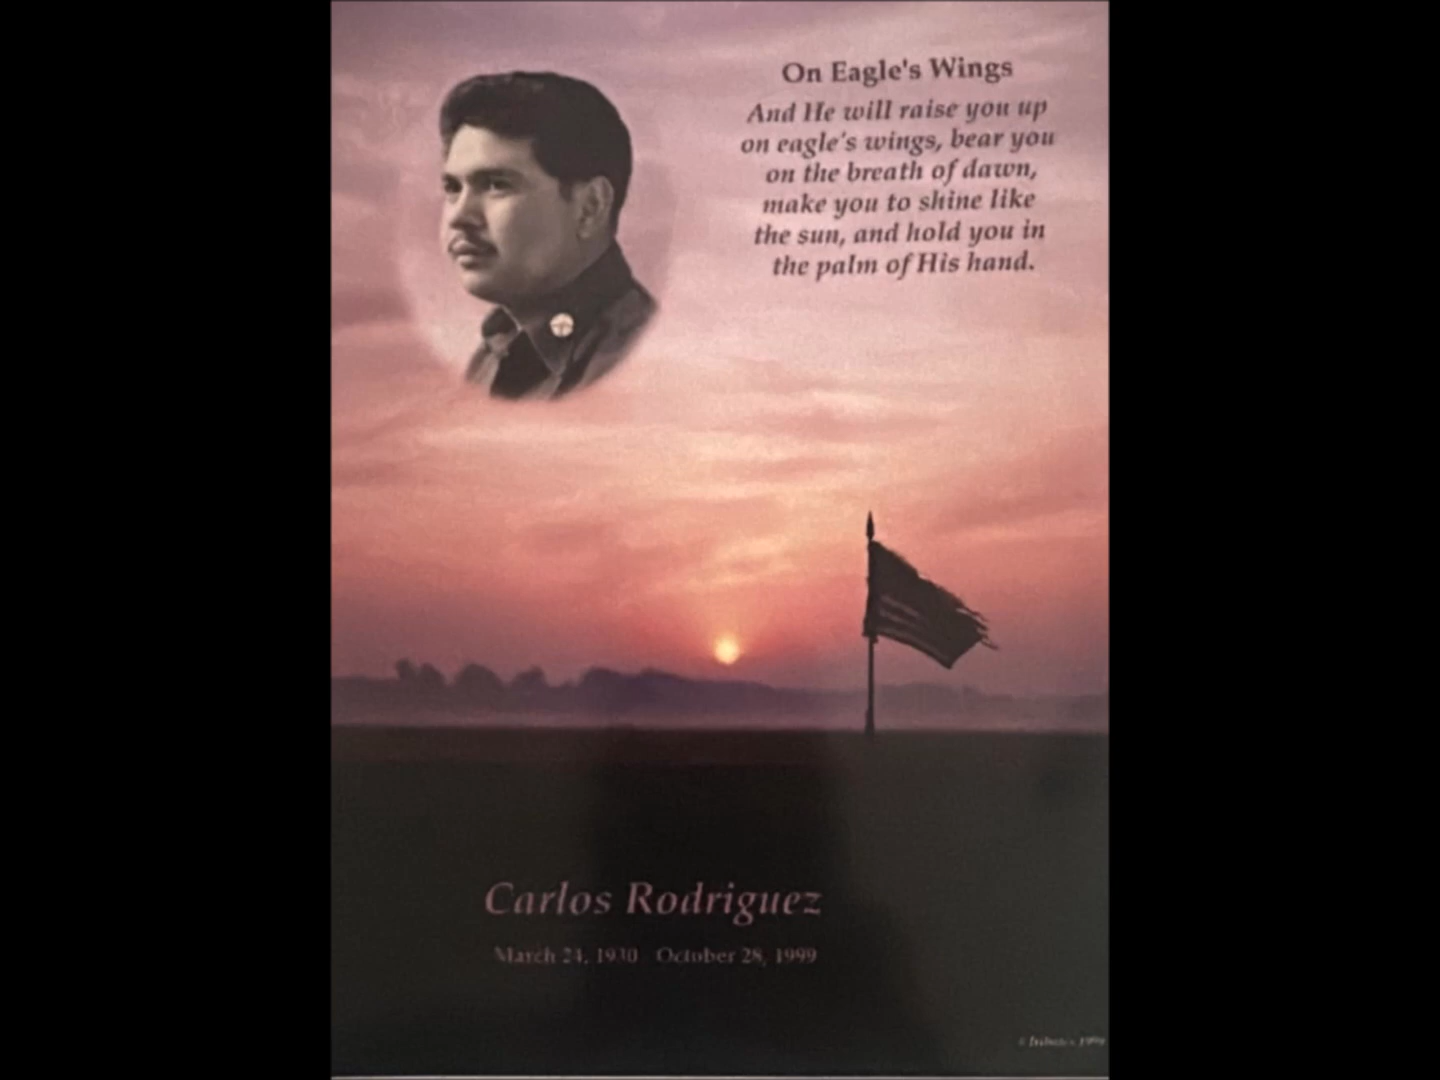 On Eagle's Wings
And He will raise you up
on eagle's wings, bear you
on the breath of dawn,
make you to shine like
the sun, and hold you in
the palm of His hand.
Carlos Rodriguez
March 24, 1930 October 28, 1999
1999